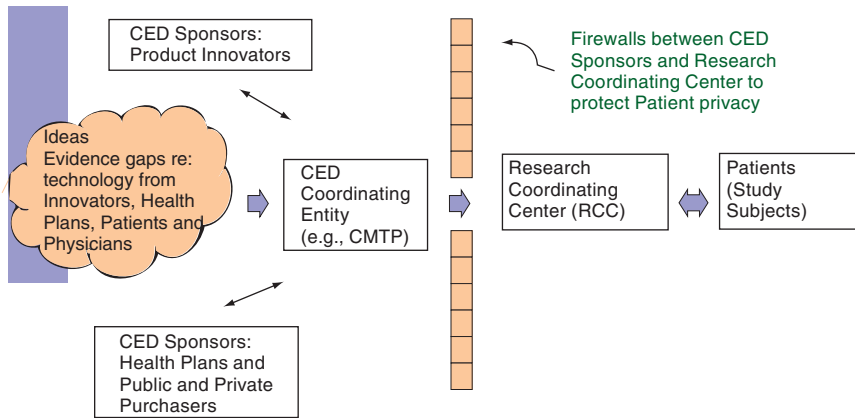 CED Sponsors:
Product Innovators
Firewalls between CED
Sponsors and Research
Coordinating Center to
protect Patient privacy
Ideas
Evidence gaps re:
technology from
Innovators, Health
Plans, Patients and
Physicians
CED
Coordinating
Entity
(e.g., CMTP)
Research
Coordinating
Center (RCC)
Patients
(Study
Subjects)
CED Sponsors:
Health Plans and
Public and Private
Purchasers